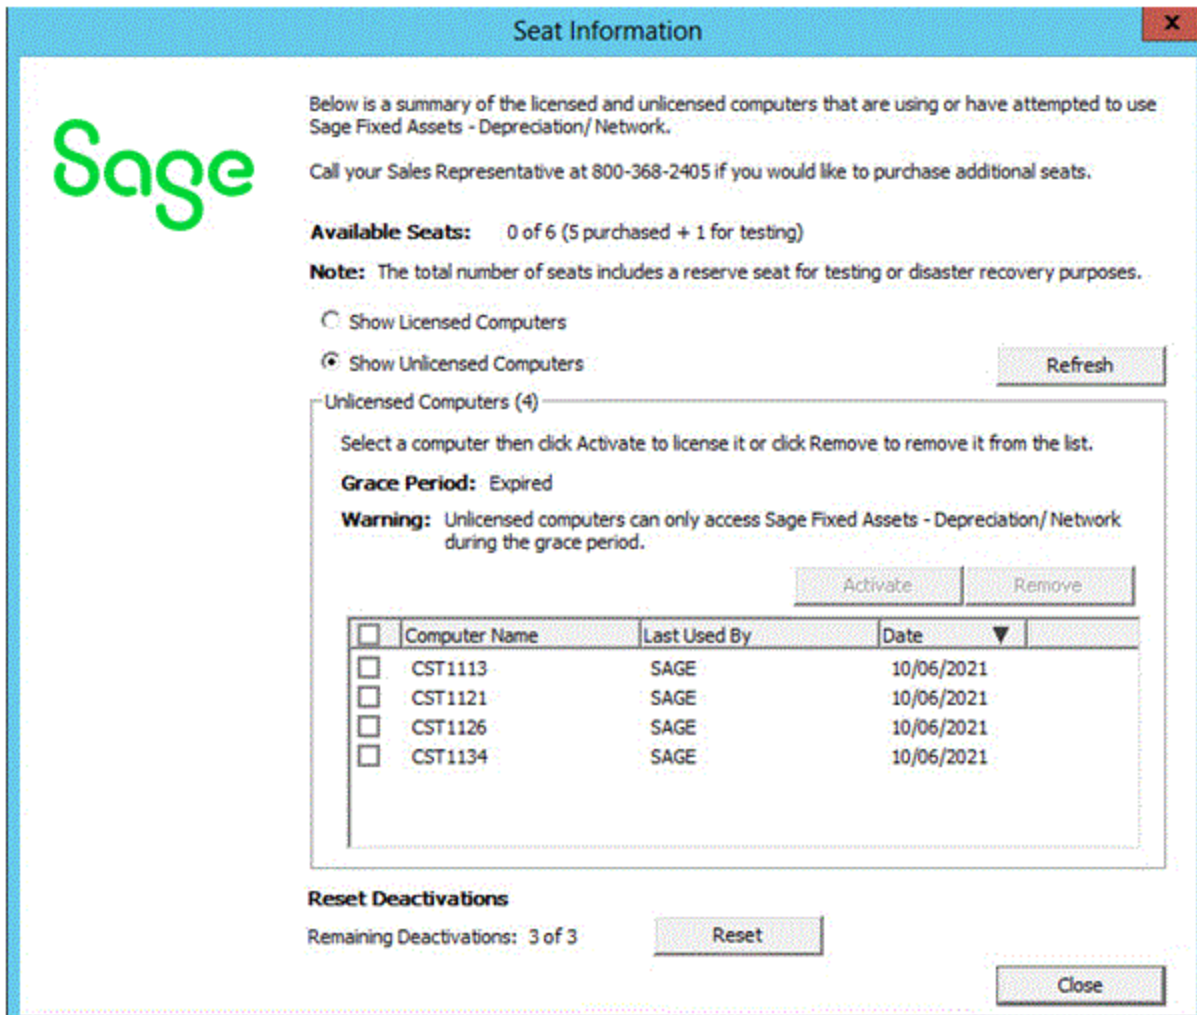 Seat Information
x
Sage
Below is a summary of the licensed and unlicensed computers that are using or have attempted to use
Sage Fixed Assets - Depreciation/ Network.
Call your Sales Representative at 800-368-2405 if you would like to purchase additional seats.
Available Seats: 0 of 6 (5 purchased + 1 for testing)
Note: The total number of seats includes a reserve seat for testing or disaster recovery purposes.
Show Licensed Computers
Show Unlicensed Computers
Refresh
Unlicensed Computers (4)
Select a computer then click Activate to license it or click Remove to remove it from the list.
Grace Period: Expired
Warning: Unlicensed computers can only access Sage Fixed Assets - Depreciation/ Network
during the grace period.
Activate Remove
Computer Name Last Used By Date
CST1113 SAGE 10/06/2021
CST1121 SAGE 10/06/2021
CST1126 SAGE 10/06/2021
CST1134 SAGE 10/06/2021
Reset Deactivations
Remaining Deactivations: 3 of 3 Reset
Close